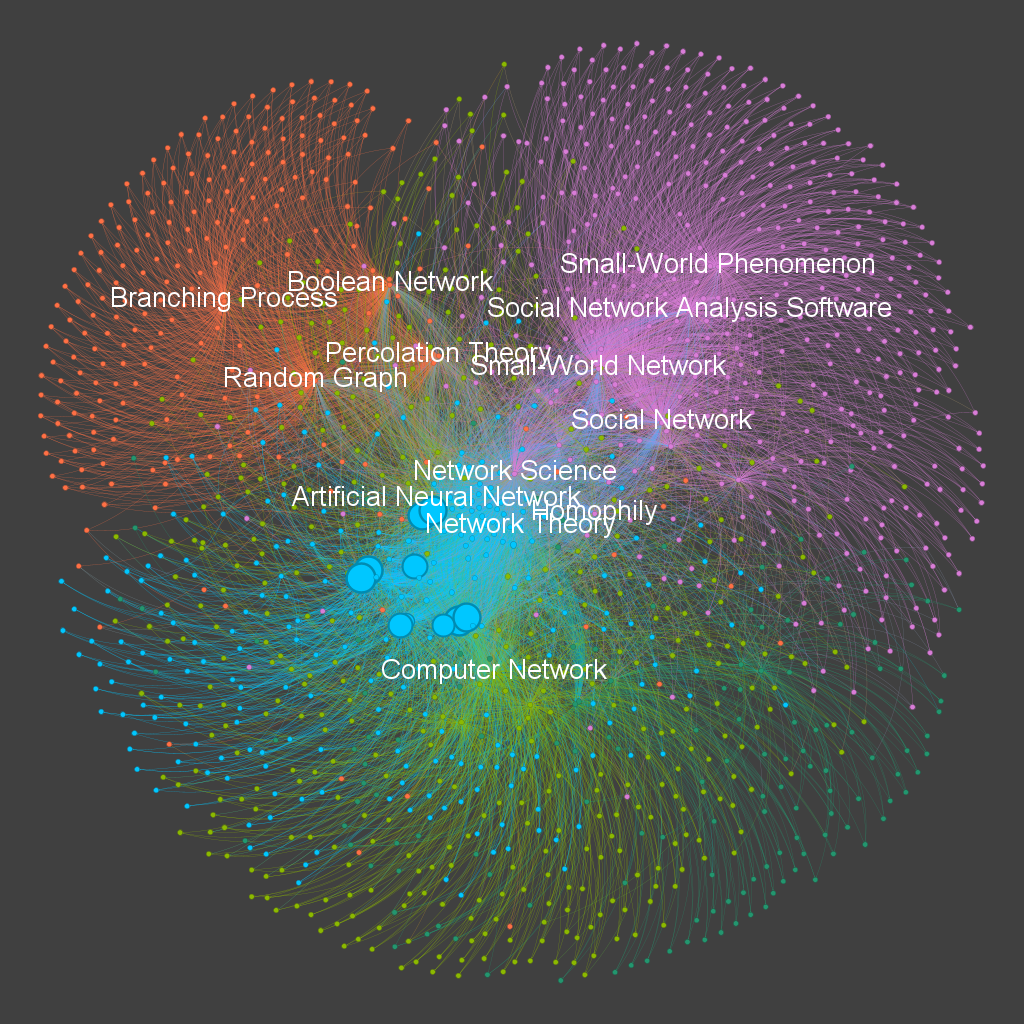 Small-World Phenomenon
Boolean Network
Branching Process
Social Network Analysis Software
Percolation Theory
Small-World Network
Random Graph
Social Network
Network Science
Artificial Neural Network
Homophily
Network Theory
Computer Network